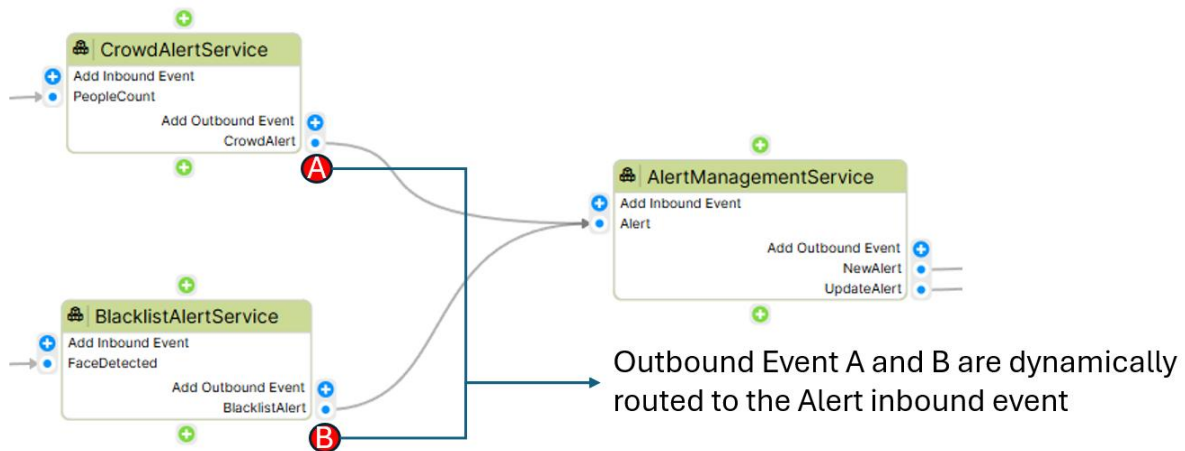 CrowdAlertService
Add Inbound Event
PeopleCount
Add Outbound Event
CrowdAlert
A
AlertManagementService
Add Inbound Event
Alert
Add Outbound Event
NewAlert
UpdateAlert
BlacklistAlertService
Add Inbound Event
FaceDetected
Add Outbound Event
BlacklistAlert
B
Outbound Event A and B are dynamically
routed to the Alert inbound event